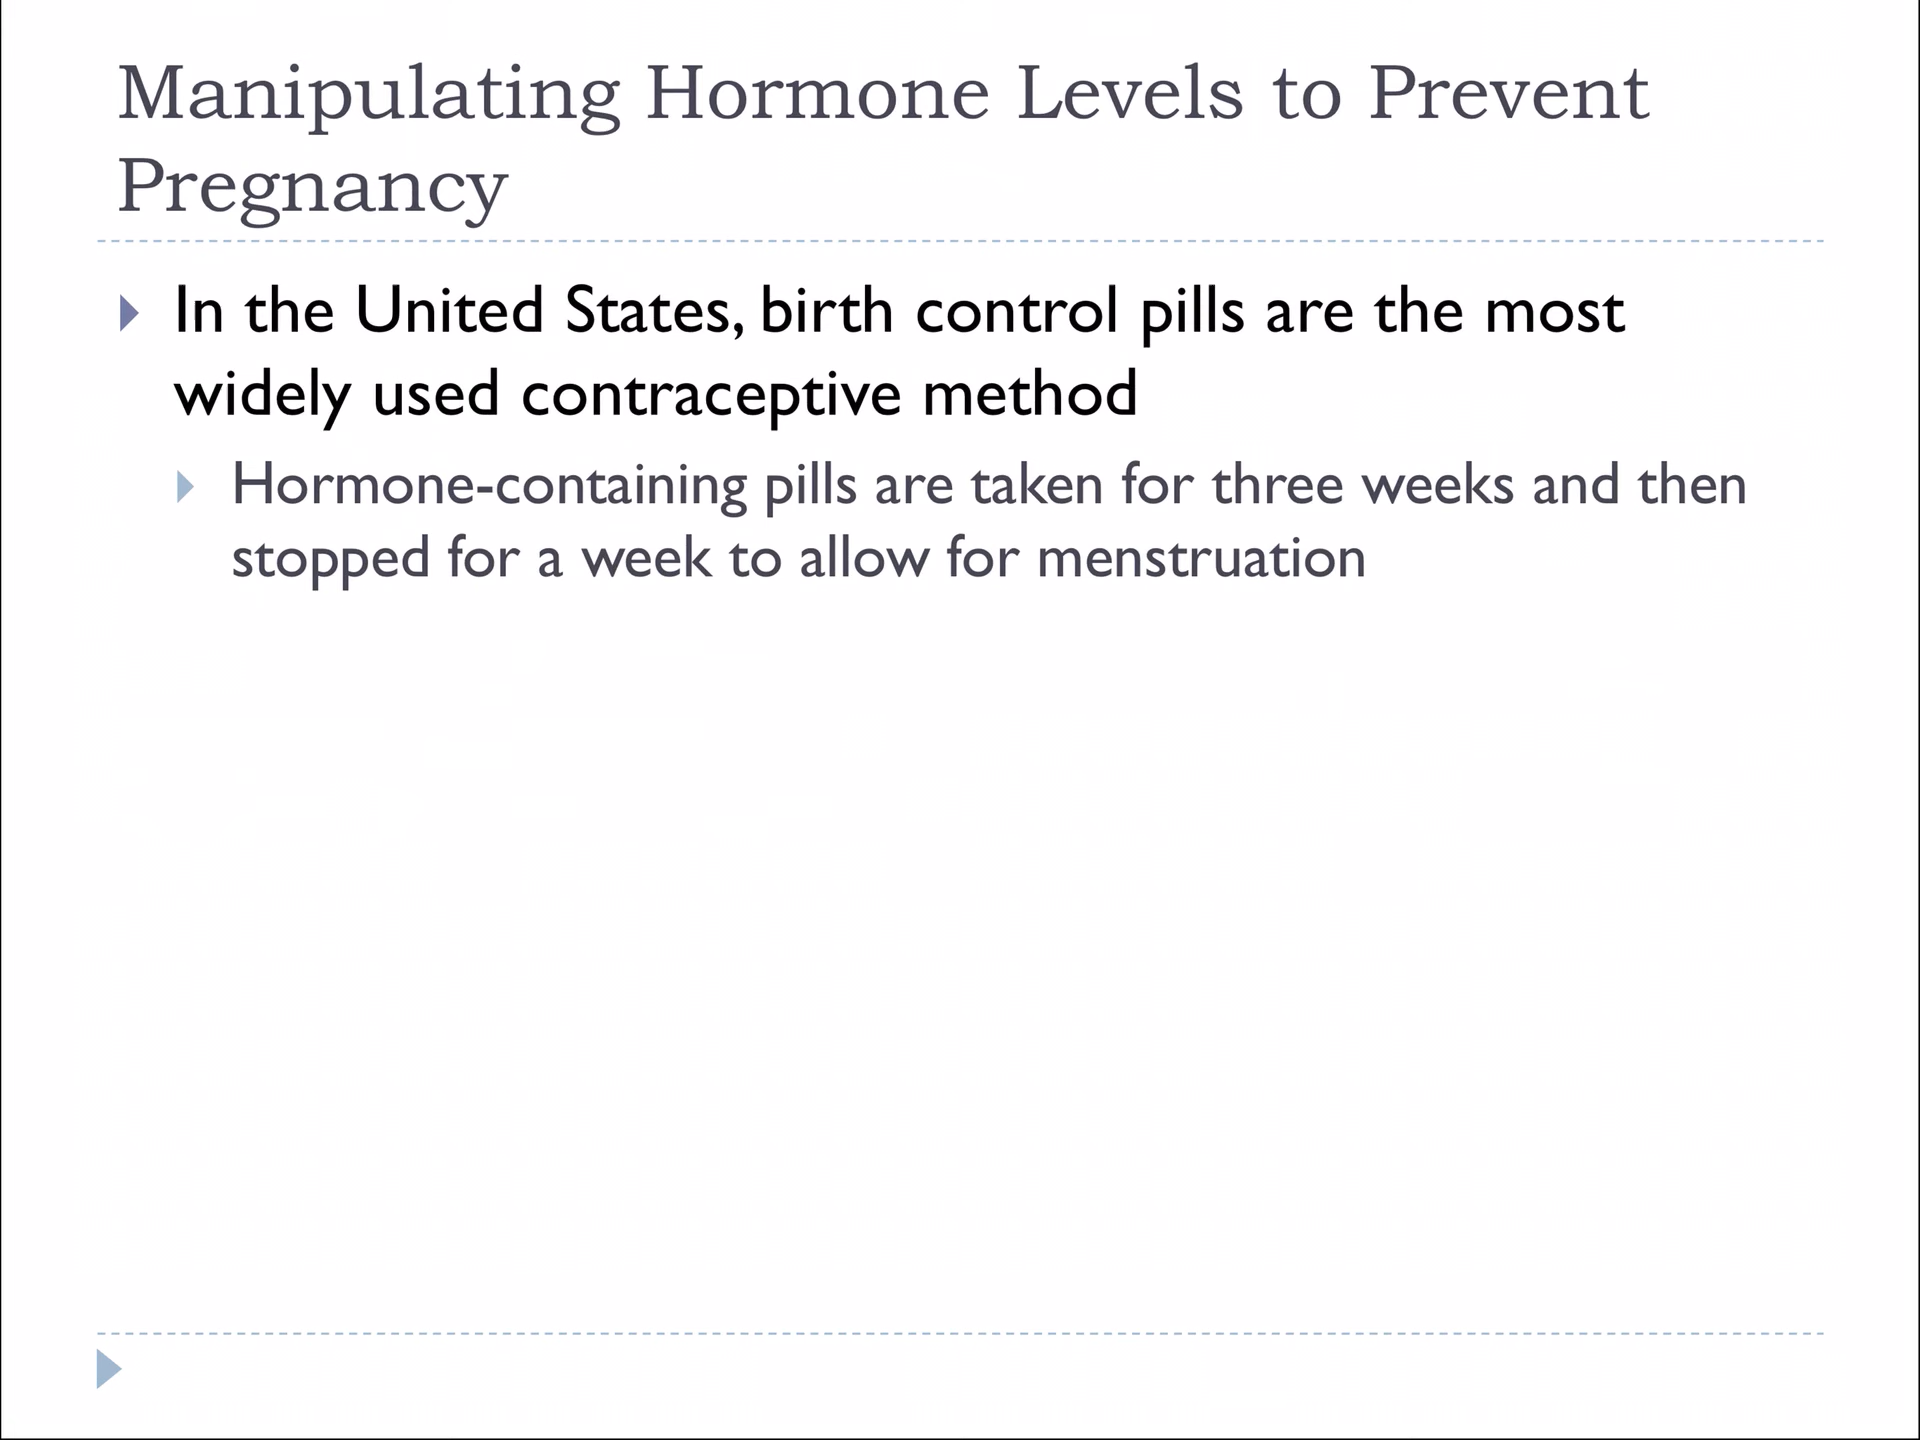 Manipulating Hormone Levels to Prevent
Pregnancy
In the United States, birth control pills are the most
widely used contraceptive method
Hormone-containing pills are taken for three weeks and then
stopped for a week to allow for menstruation